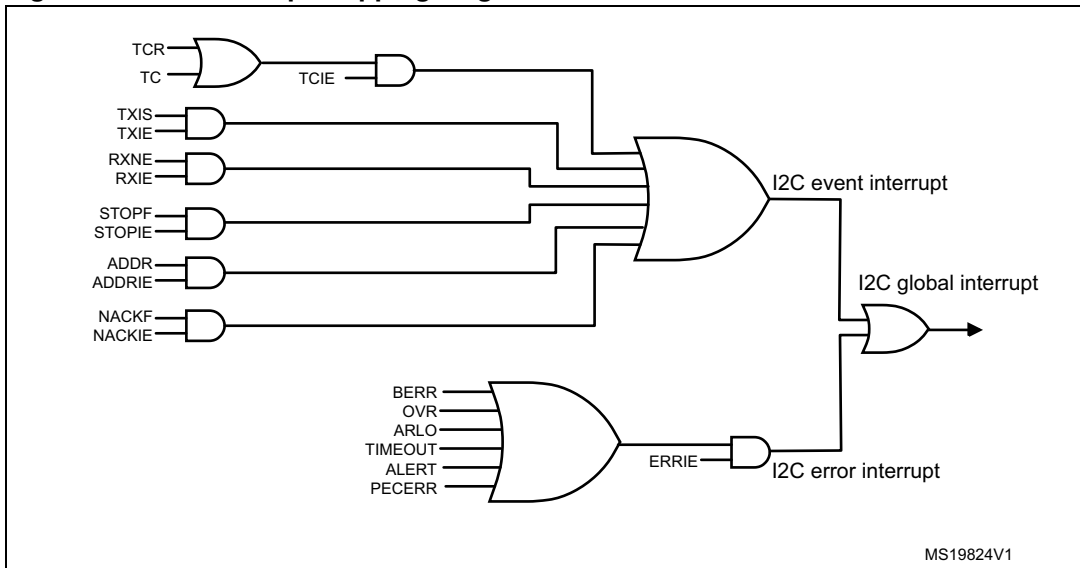 TCR
TC
TCIE
TXIS
TXIE
RXNE
RXIE
STOPF
STOPIE
ADDR
ADDRIE
NACKF
NACKIE
I2C event interrupt
I2C global interrupt
BERR
OVR
ARLO
TIMEOUT
ALERT
PECERR
ERRIE
I2C error interrupt
MS19824V1